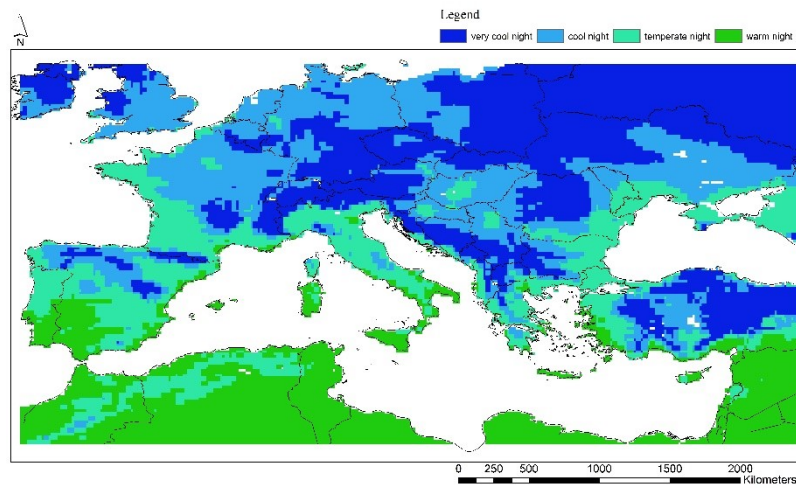 Legend
very cool night cool night temperate night warm night
N
0 250 500 1000 1500 2000
Kilometers